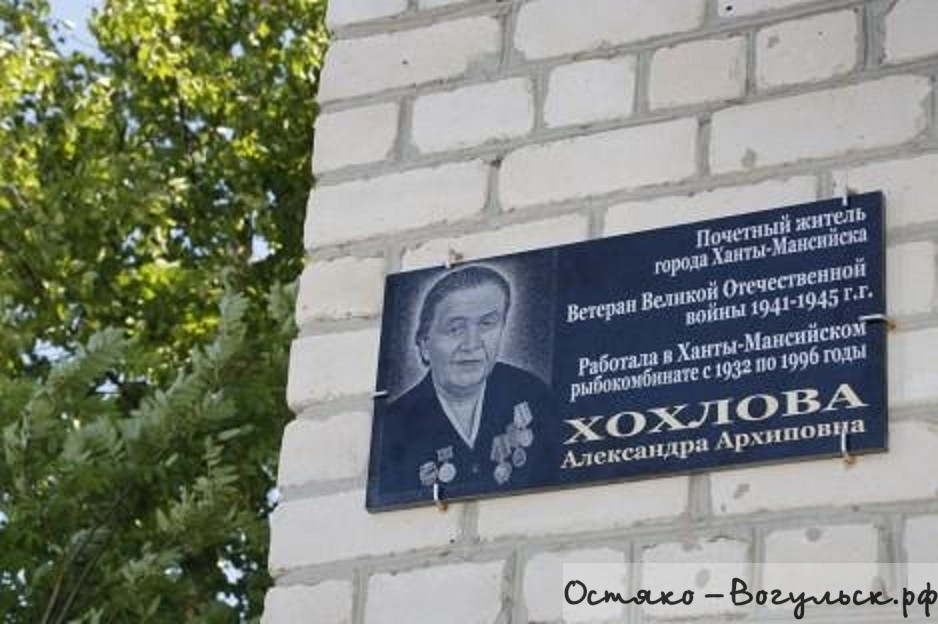 Почетный житель
города Ханты-Мансийска
Ветеран Великой Отечественной
войны 1941-1945 г.г.
Работала в Ханты-Мансийском
рыбокомбинате с 1932 по 1996 годы
ХОХЛОВА
Александра Архиповна
Остяко-Вогульск.рф